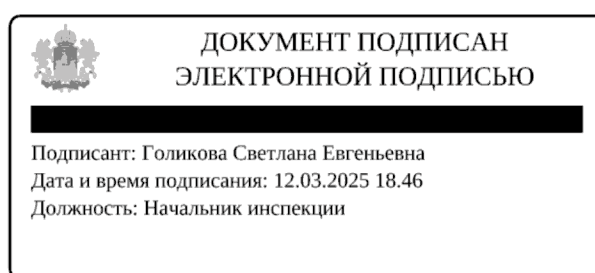 ДОКУМЕНТ ПОДПИСАН
ЭЛЕКТРОННОЙ ПОДПИСЬЮ
Подписант: Голикова Светлана Евгеньевна
Дата и время подписания: 12.03.2025 18.46
Должность: Начальник инспекции